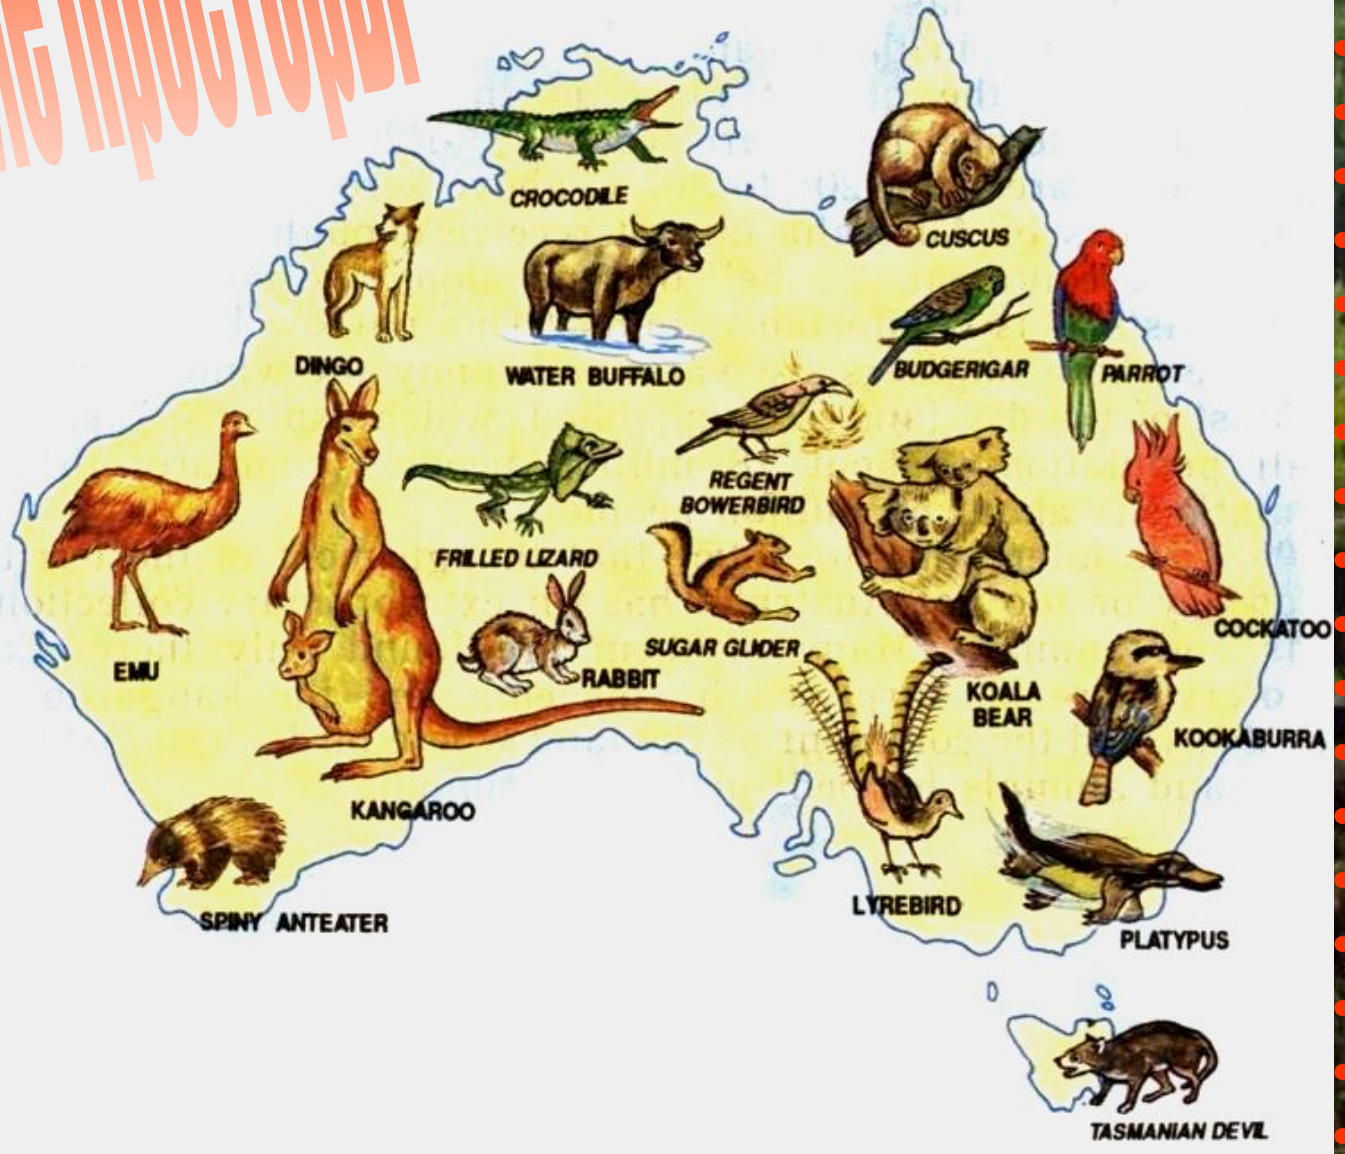 просторы
CROCODILE
CUSCUS
DINGO
WATER BUFFALO
BUDGERIGAR
PARROT
REGENT
BOWERBIRD
FRILLED LIZARD
COCKATOO
SUGAR GLIDER
EMU
RABBIT
KOALA
BEAR
KOOKABURRA
KANGAROO
LYREBIRD
SPINY ANTEATER
PLATYPUS
TASMANIAN DEVIL